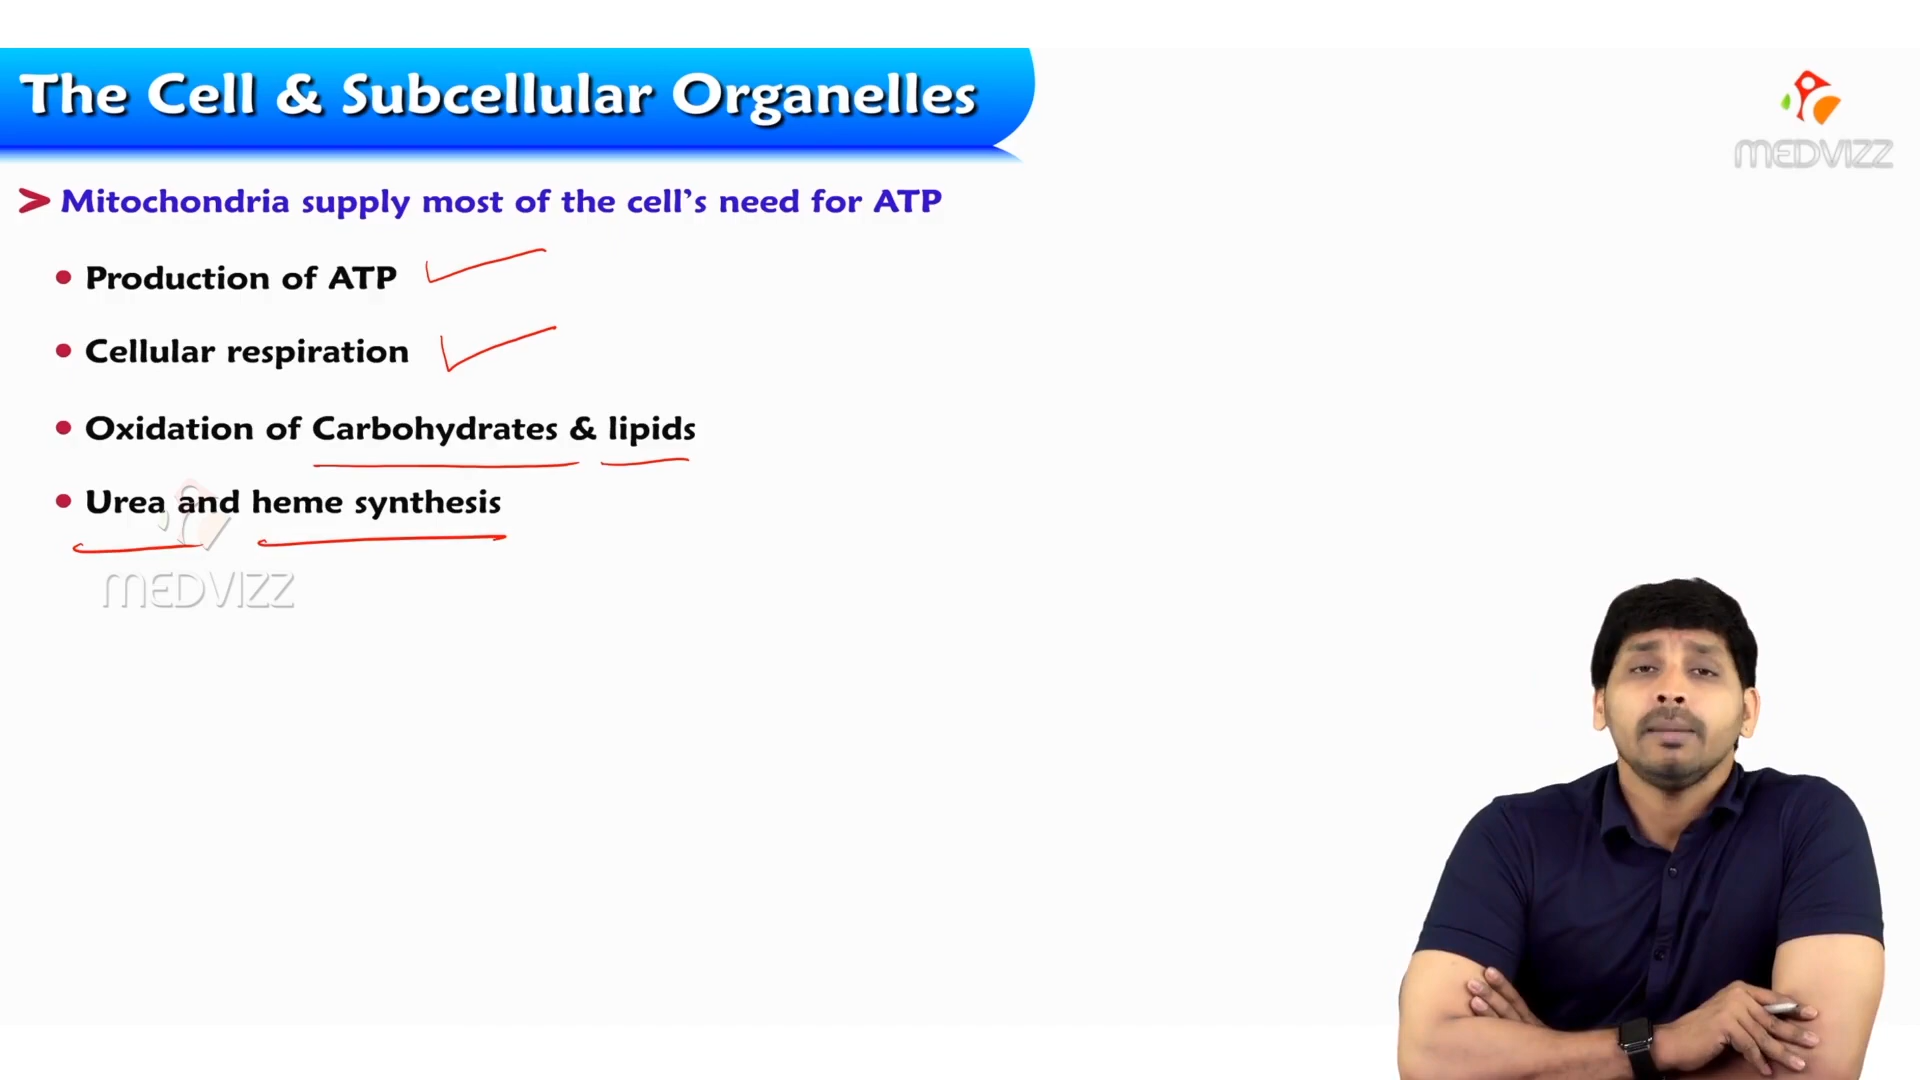 The Cell & Subcellular Organelles
MEDVIZZ
Mitochondria supply most of the cell’s need for ATP
Production of ATP
Cellular respiration
Oxidation of Carbohydrates & lipids
Urea and heme synthesis
MEDVIZZ